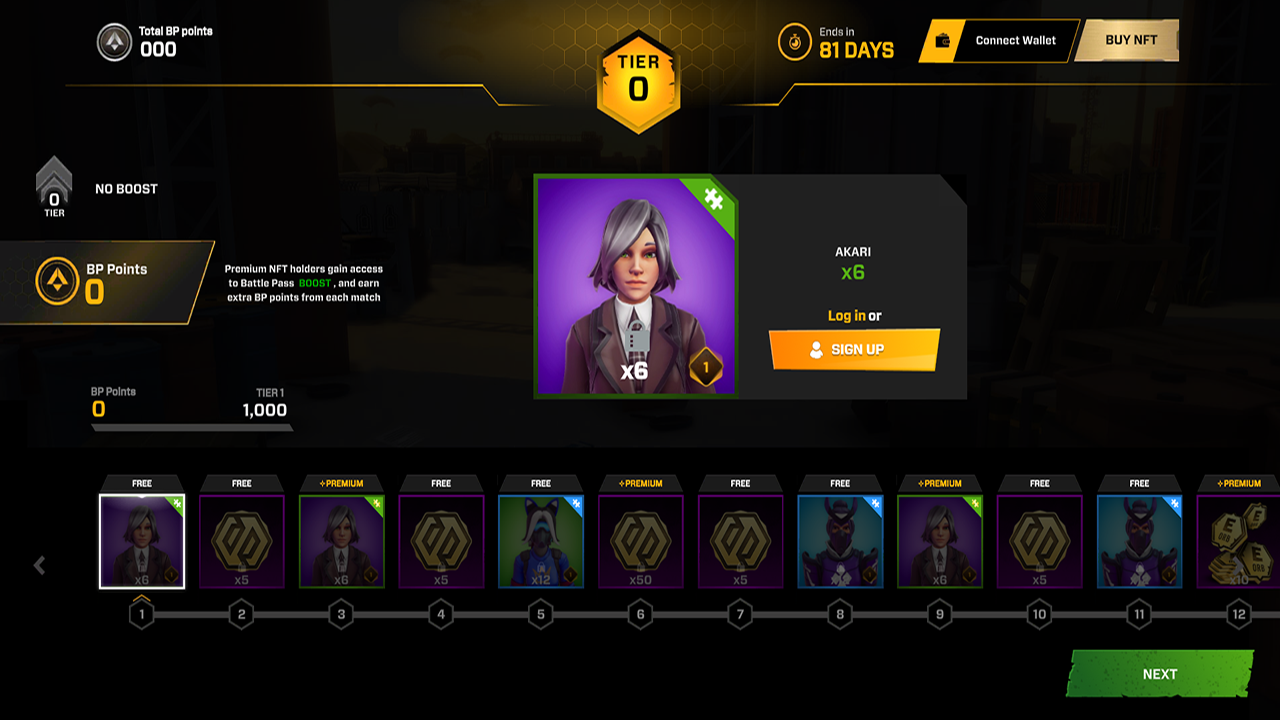 Total BP points
000
TIER
0
Ends in
81 DAYS
Connect Wallet
BUY NFT
0
TIER
NO BOOST
BP Points
0
Premium NFT holders gain access
to Battle Pass BOOST , and earn
extra BP points from each match
x6
1
AKARI
x6
Log in or
SIGN UP
BP Points
0
TIER 1
1,000
FREE
FREE
PREMIUM
FREE
FREE
PREMIUM
FREE
FREE
PREMIUM
FREE
FREE
PREMIUM
x6
x5
x6
x5
x12
x50
x5
x6
x5
x10
1
2
3
4
5
6
7
8
9
10
11
12
NEXT